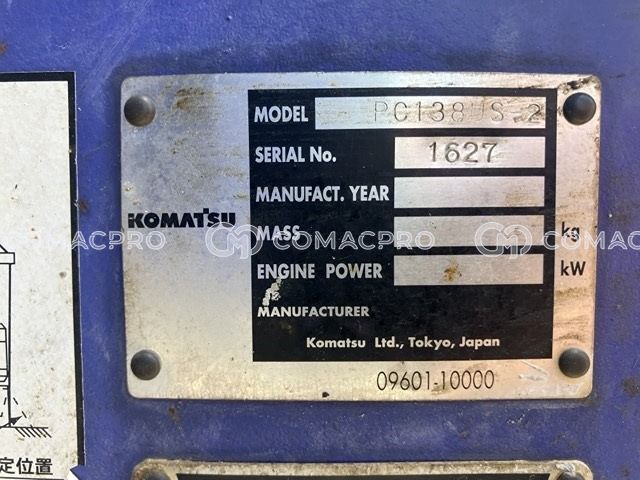 MODEL PC138US-2
SERIAL No. 1627
MANUFACT. YEAR
KOMATSU
MASS kg
ENGINE POWER kW
MANUFACTURER
Komatsu Ltd., Tokyo, Japan
09601-10000
定位置
COMACPRO COMACPRO COMACPRO